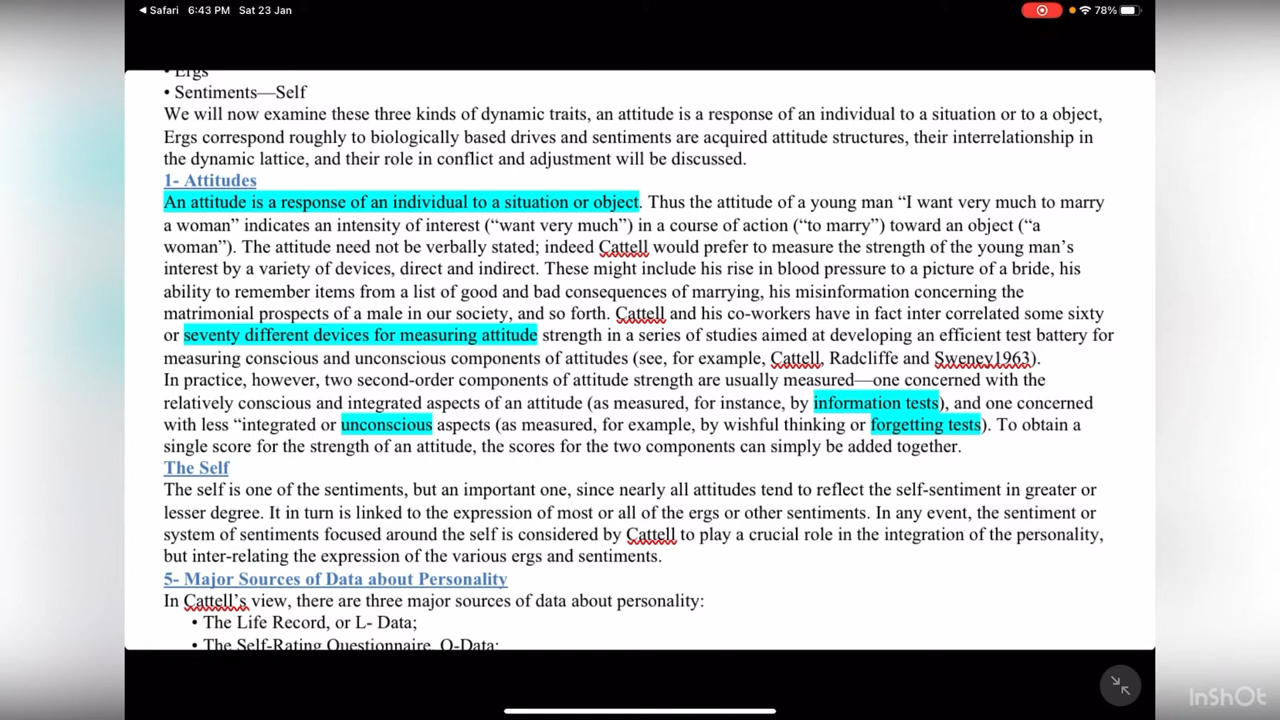 Safari 6:43 PM Sat 23 Jan
78%
• Ergs
• Sentiments—Self
We will now examine these three kinds of dynamic traits, an attitude is a response of an individual to a situation or to a object,
Ergs correspond roughly to biologically based drives and sentiments are acquired attitude structures, their interrelationship in
the dynamic lattice, and their role in conflict and adjustment will be discussed.
1- Attitudes
An attitude is a response of an individual to a situation or object. Thus the attitude of a young man “I want very much to marry
a woman” indicates an intensity of interest (“want very much”) in a course of action (“to marry”) toward an object (“a
woman”). The attitude need not be verbally stated; indeed Cattell would prefer to measure the strength of the young man’s
interest by a variety of devices, direct and indirect. These might include his rise in blood pressure to a picture of a bride, his
ability to remember items from a list of good and bad consequences of marrying, his misinformation concerning the
matrimonial prospects of a male in our society, and so forth. Cattell and his co-workers have in fact inter correlated some sixty
or seventy different devices for measuring attitude strength in a series of studies aimed at developing an efficient test battery for
measuring conscious and unconscious components of attitudes (see, for example, Cattell, Radcliffe and Sweney1963).
In practice, however, two second-order components of attitude strength are usually measured—one concerned with the
relatively conscious and integrated aspects of an attitude (as measured, for instance, by information tests), and one concerned
with less “integrated or unconscious aspects (as measured, for example, by wishful thinking or forgetting tests). To obtain a
single score for the strength of an attitude, the scores for the two components can simply be added together.
The Self
The self is one of the sentiments, but an important one, since nearly all attitudes tend to reflect the self-sentiment in greater or
lesser degree. It in turn is linked to the expression of most or all of the ergs or other sentiments. In any event, the sentiment or
system of sentiments focused around the self is considered by Cattell to play a crucial role in the integration of the personality,
but inter-relating the expression of the various ergs and sentiments.
5- Major Sources of Data about Personality
In Cattell’s view, there are three major sources of data about personality:
• The Life Record, or L- Data;
• The Self-Rating Questionnaire, Q-Data;
InShOt